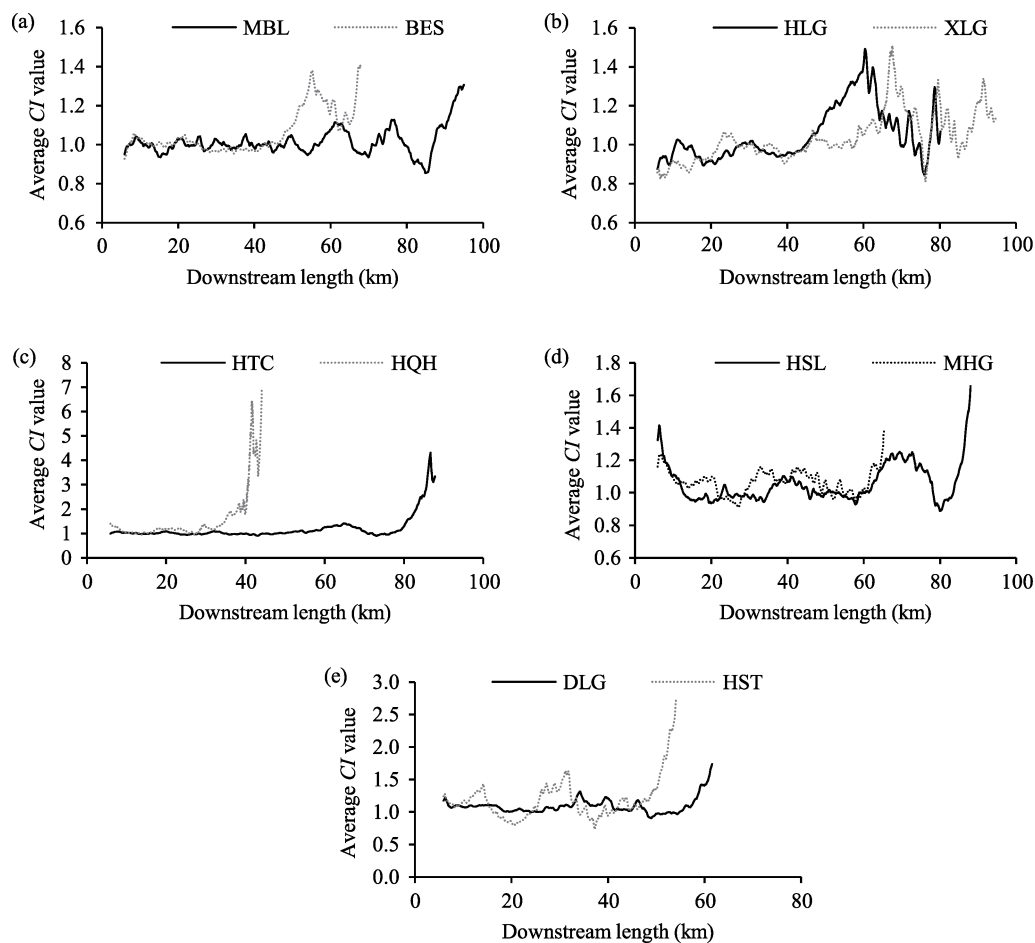 (a)
MBL BES
Average CI value
1.6
1.4
1.2
1.0
0.8
0.6
0 20 40 60 80 100
Downstream length (km)
(b)
HLG XLG
Average CI value
1.6
1.4
1.2
1.0
0.8
0.6
0 20 40 60 80 100
Downstream length (km)
(c)
HTC HQH
Average CI value
8
7
6
5
4
3
2
1
0
0 20 40 60 80 100
Downstream length (km)
(d)
HSL MHG
Average CI value
1.8
1.6
1.4
1.2
1.0
0.8
0.6
0 20 40 60 80 100
Downstream length (km)
(e)
DLG HST
Average CI value
3.0
2.5
2.0
1.5
1.0
0.5
0.0
0 20 40 60 80
Downstream length (km)